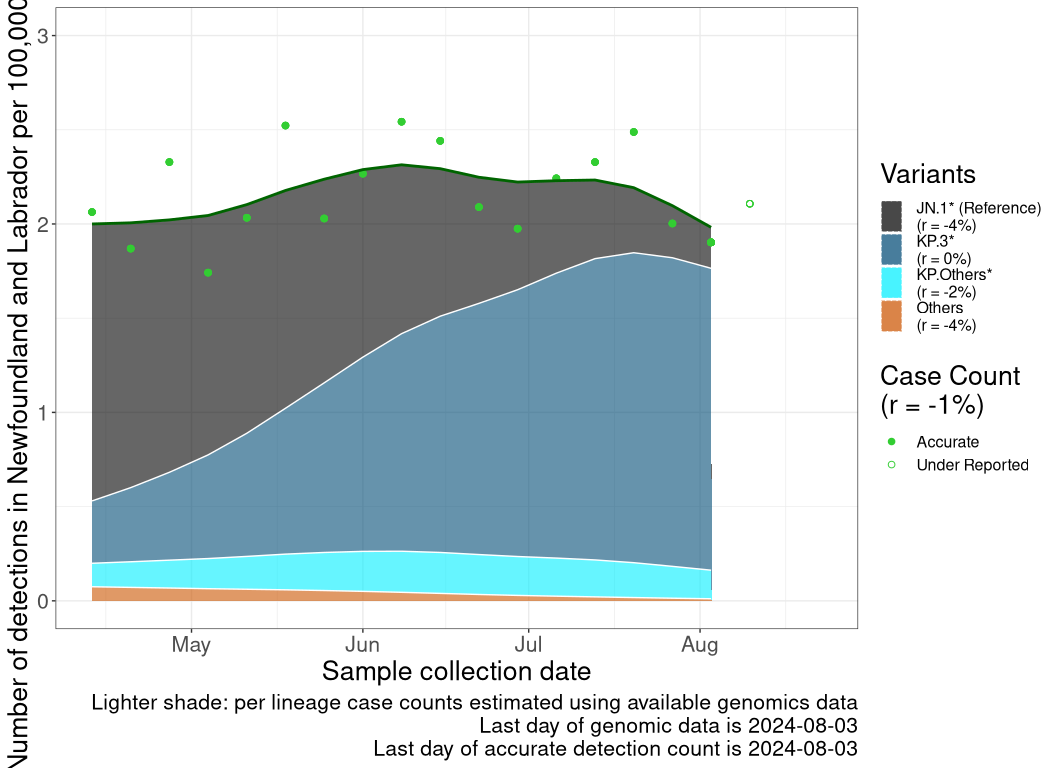 Number of detections in Newfoundland and Labrador per 100,000
3
2
1
0
May
Jun
Jul
Aug
Sample collection date
Lighter shade: per lineage case counts estimated using available genomics data
Last day of genomic data is 2024-08-03
Last day of accurate detection count is 2024-08-03
Variants
JN.1* (Reference)
(r = -4%)
KP.3*
(r = 0%)
KP.Others*
(r = -2%)
Others
(r = -4%)
Case Count
(r = -1%)
Accurate
Under Reported